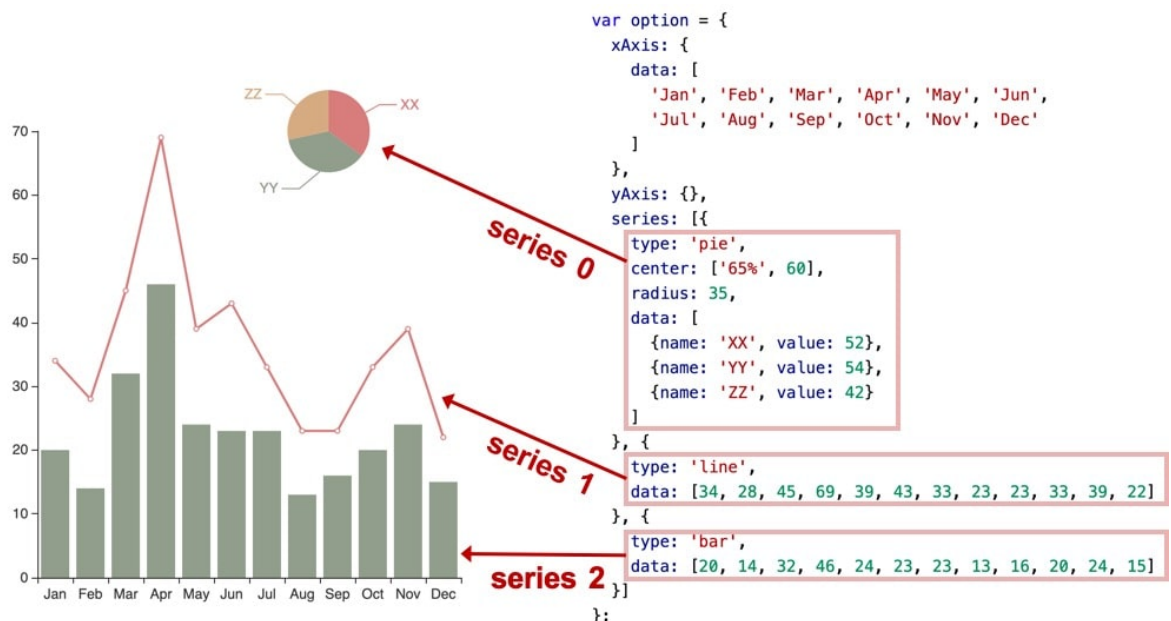 var option = {
xAxis: {
data: [
'Jan', 'Feb', 'Mar', 'Apr', 'May', 'Jun',
'Jul', 'Aug', 'Sep', 'Oct', 'Nov', 'Dec'
]
},
yAxis: {},
series: [{
type: 'pie',
center: ['65%', 60],
radius: 35,
data: [
{name: 'XX', value: 52},
{name: 'YY', value: 54},
{name: 'ZZ', value: 42}
]
}, {
type: 'line',
data: [34, 28, 45, 69, 39, 43, 33, 23, 23, 33, 39, 22]
}, {
type: 'bar',
data: [20, 14, 32, 46, 24, 23, 23, 13, 16, 20, 24, 15]
}]
};
ZZ
XX
YY
70
60
50
40
30
20
10
0
Jan Feb Mar Apr May Jun Jul Aug Sep Oct Nov Dec
series 0
series 1
series 2